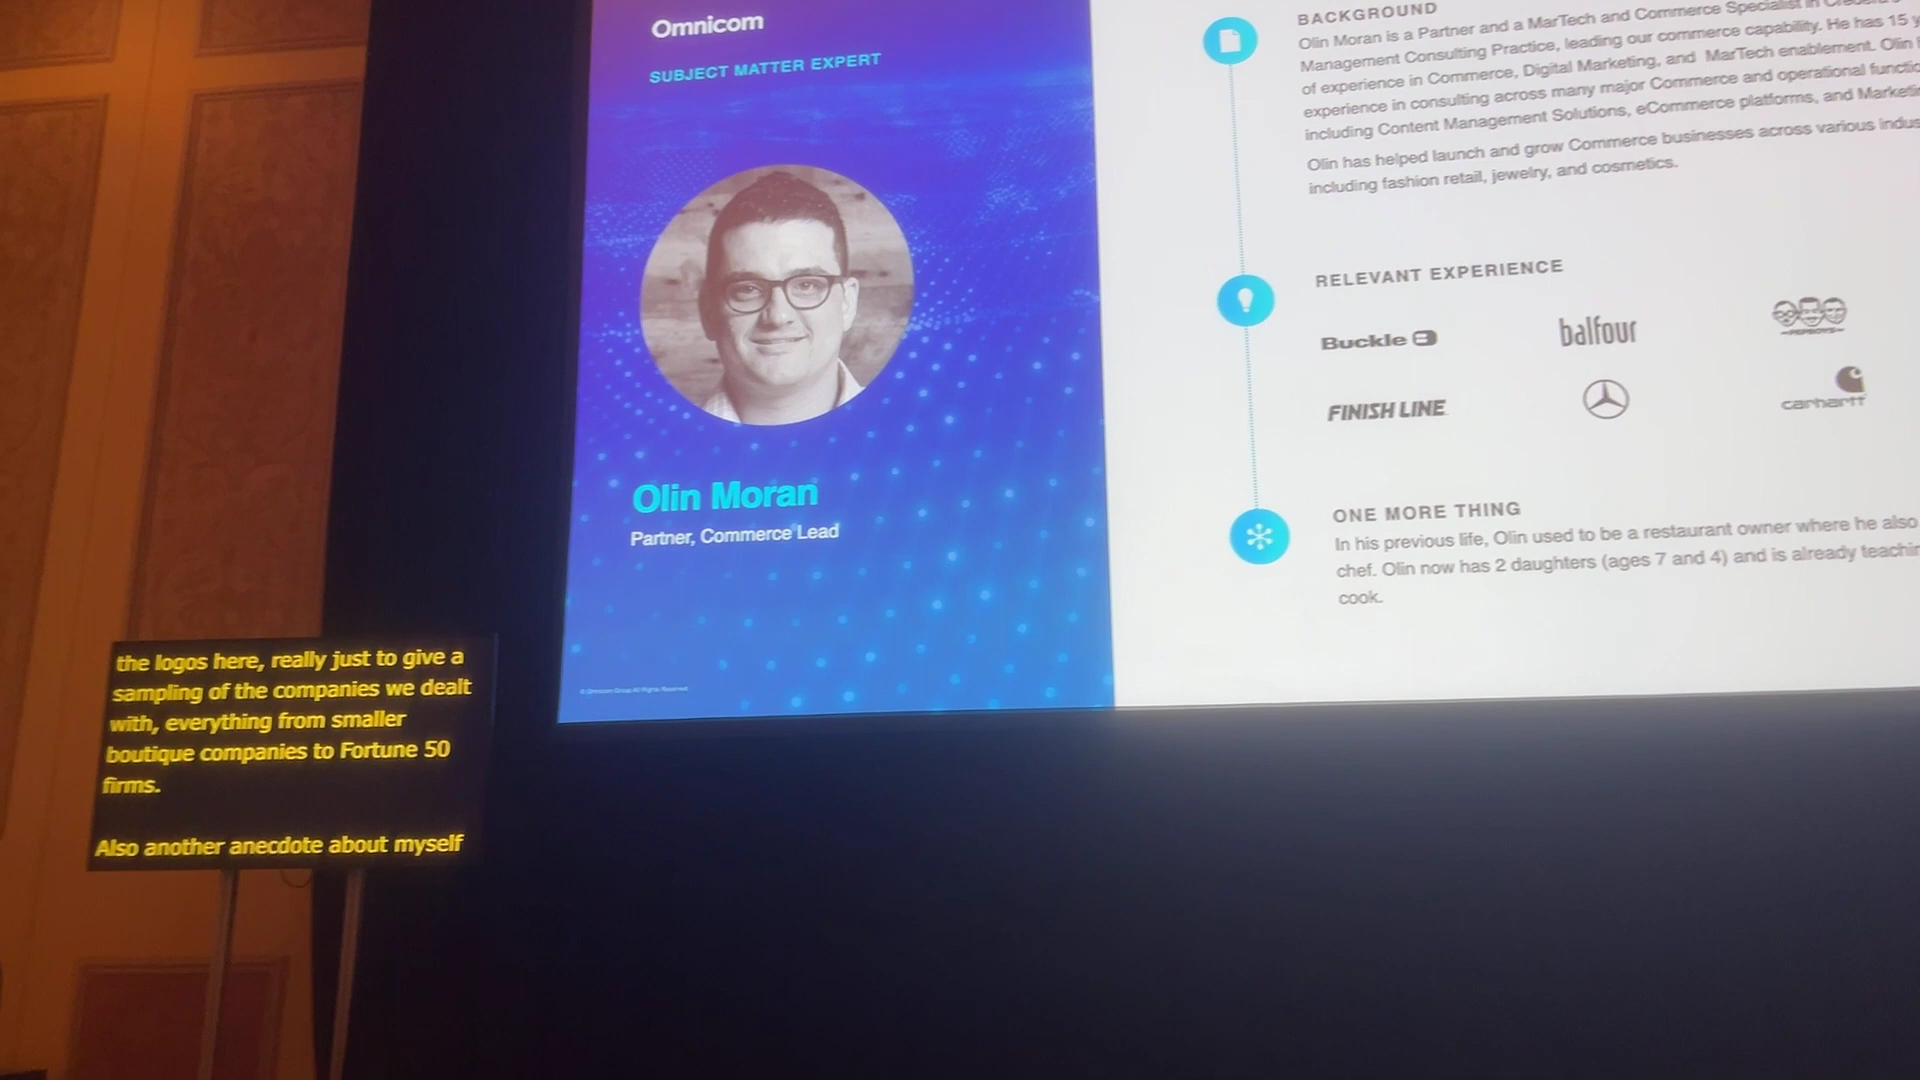 Omnicom
SUBJECT MATTER EXPERT
Olin Moran
Partner, Commerce Lead
© Omnicom Group All Rights Reserved
BACKGROUND
Olin Moran is a Partner and a MarTech and Commerce Specialist in
Management Consulting Practice, leading our commerce capability. He has 15
of experience in Commerce, Digital Marketing, and MarTech enablement. Olin
experience in consulting across many major Commerce and operational
including Content Management Solutions, eCommerce platforms, and
Olin has helped launch and grow Commerce businesses across various
including fashion retail, jewelry, and cosmetics.
RELEVANT EXPERIENCE
Buckle B
balfour
PEPBOYS
FINISH LINE
carhartt
ONE MORE THING
In his previous life, Olin used to be a restaurant owner where he also
chef. Olin now has 2 daughters (ages 7 and 4) and is already
cook.
the logos here, really just to give a
sampling of the companies we dealt
with, everything from smaller
boutique companies to Fortune 50
firms.
Also another anecdote about myself